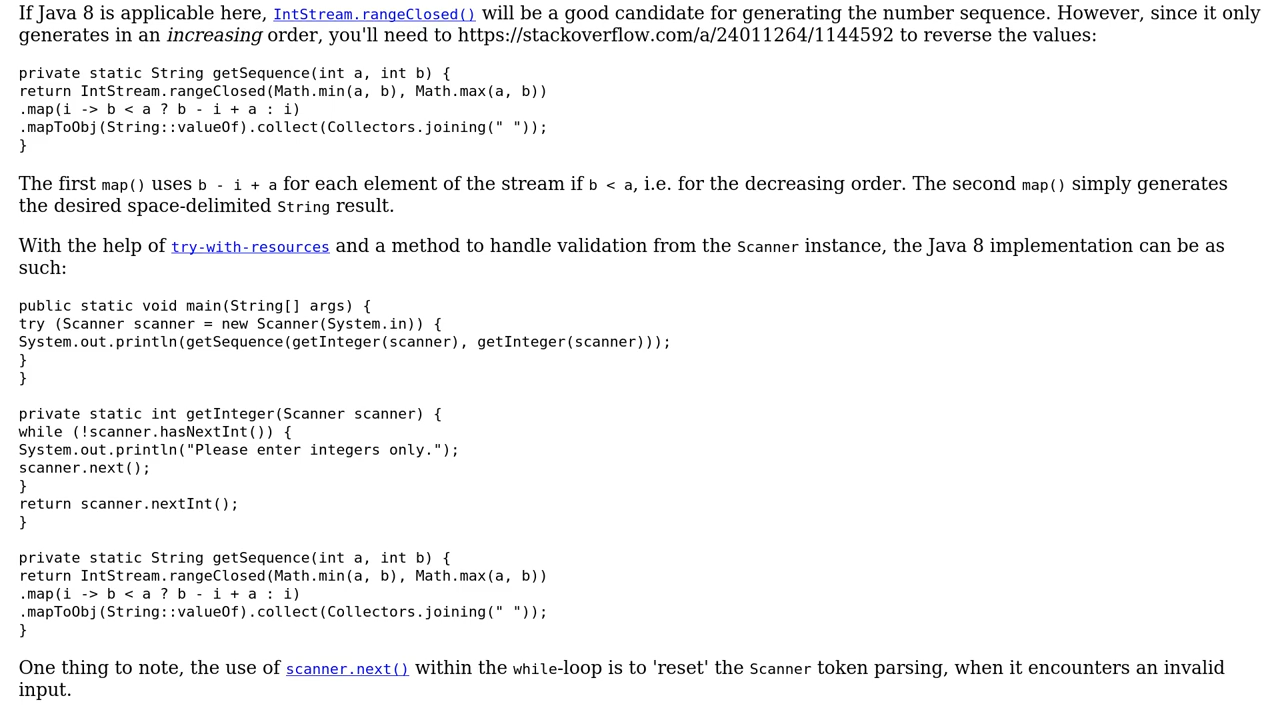 If Java 8 is applicable here, IntStream.rangeClosed() will be a good candidate for generating the number sequence. However, since it only
generates in an increasing order, you'll need to https://stackoverflow.com/a/24011264/1144592 to reverse the values:
private static String getSequence(int a, int b) {
return IntStream.rangeClosed(Math.min(a, b), Math.max(a, b))
.map(i -> b < a ? b - i + a : i)
.mapToObj(String::valueOf).collect(Collectors.joining(" "));
}
The first map() uses b - i + a for each element of the stream if b < a, i.e. for the decreasing order. The second map() simply generates
the desired space-delimited String result.
With the help of try-with-resources and a method to handle validation from the Scanner instance, the Java 8 implementation can be as
such:
public static void main(String[] args) {
try (Scanner scanner = new Scanner(System.in)) {
System.out.println(getSequence(getInteger(scanner), getInteger(scanner)));
}
}
private static int getInteger(Scanner scanner) {
while (!scanner.hasNextInt()) {
System.out.println("Please enter integers only.");
scanner.next();
}
return scanner.nextInt();
}
private static String getSequence(int a, int b) {
return IntStream.rangeClosed(Math.min(a, b), Math.max(a, b))
.map(i -> b < a ? b - i + a : i)
.mapToObj(String::valueOf).collect(Collectors.joining(" "));
}
One thing to note, the use of scanner.next() within the while-loop is to 'reset' the Scanner token parsing, when it encounters an invalid
input.